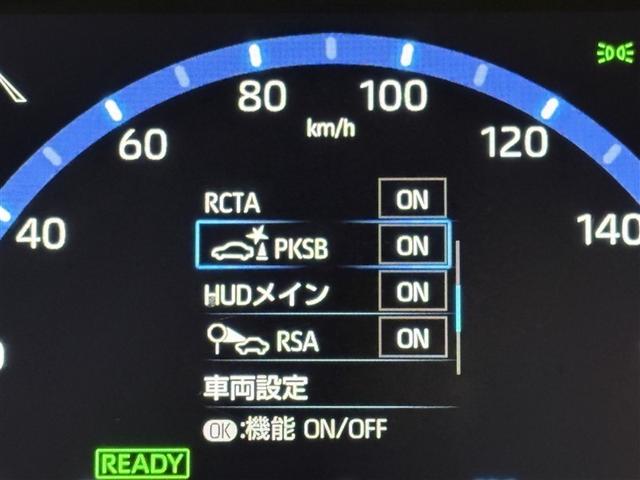 80
100
60
km/h
120
40
140
RCTA ON
PKSB ON
HUDメイン ON
RSA ON
車両設定
OK:機能 ON/OFF
READY